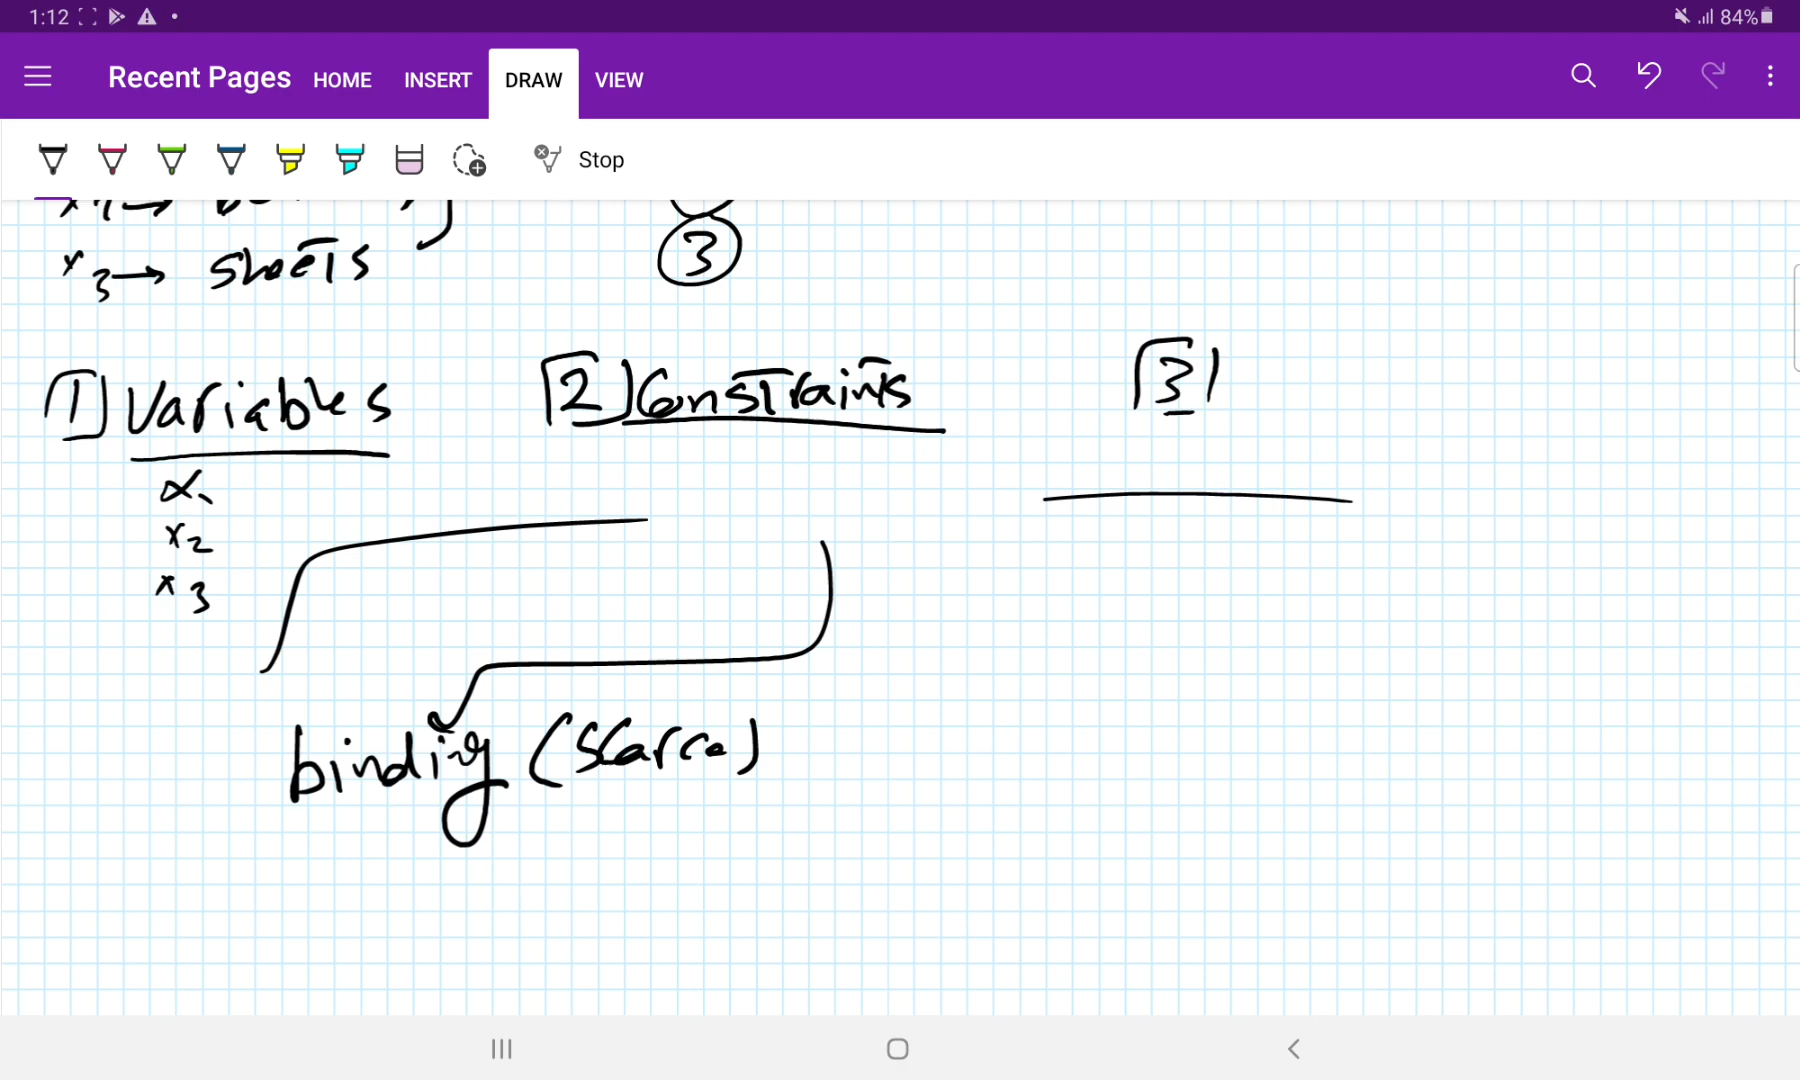 1:12
84%
Recent Pages HOME INSERT DRAW VIEW
Stop
x3→ sheets
3
1 Variables
2 Constraints
3
x1
x2
x3
binding (Scarce)